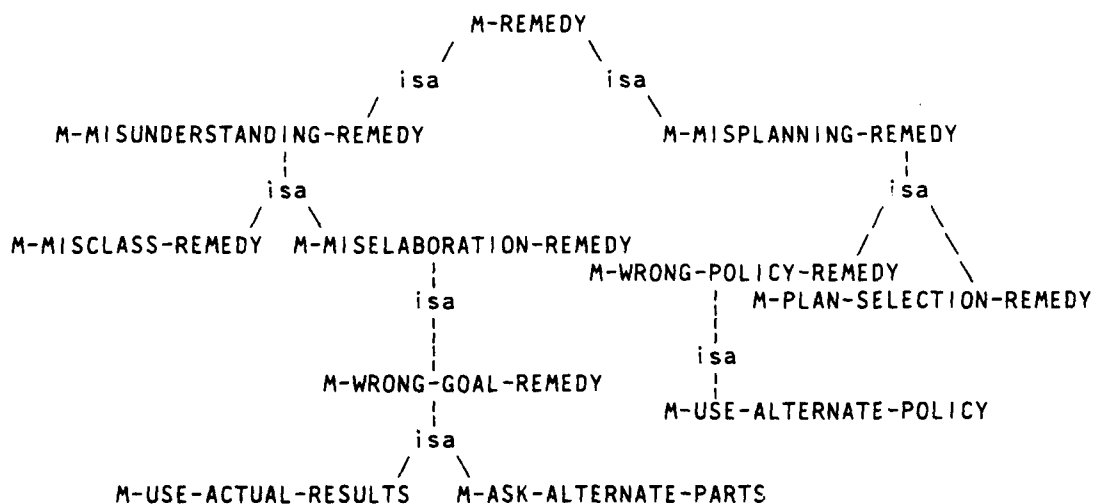 M-REMEDY
isa isa
M-MISUNDERSTANDING-REMEDY M-MISPLANNING-REMEDY
isa isa
M-MISCLASS-REMEDY M-MISELABORATION-REMEDY
M-WRONG-POLICY-REMEDY
isa M-PLAN-SELECTION-REMEDY
isa
M-WRONG-GOAL-REMEDY
M-USE-ALTERNATE-POLICY
isa
M-USE-ACTUAL-RESULTS M-ASK-ALTERNATE-PARTS